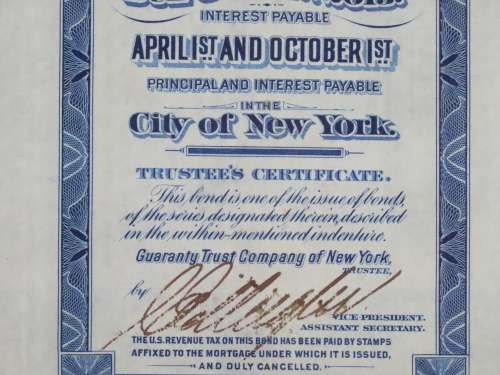 INTEREST PAYABLE
APRIL 1ST AND OCTOBER 1ST
PRINCIPAL AND INTEREST PAYABLE
IN THE
City of New York.
TRUSTEE'S CERTIFICATE.
This bond is one of the issue of bonds,
of the series designated therein, described
in the within-mentioned indenture.
Guaranty Trust Company of New York,
TRUSTEE,
by
VICE-PRESIDENT.
ASSISTANT SECRETARY.
THE U.S. REVENUE TAX ON THIS BOND HAS BEEN PAID BY STAMPS
AFFIXED TO THE MORTGAGE UNDER WHICH IT IS ISSUED,
AND DULY CANCELLED.